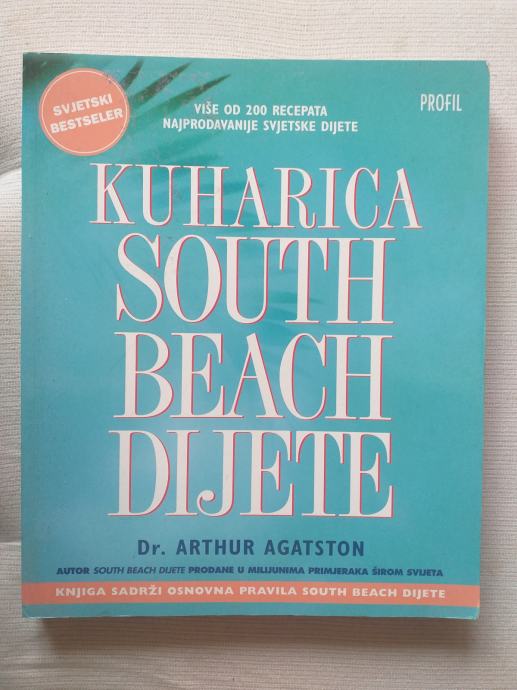 SVJETSKI
BESTSELER
VIŠE OD 200 RECEPATA
NAJPRODAVANIJE SVJETSKE DIJETE
PROFIL
KUHARICA
SOUTH
BEACH
DIJETE
Dr. ARTHUR AGATSTON
AUTOR SOUTH BEACH DIJETE PRODANE U MILIJUNIMA PRIMJERAKA ŠIROM SVIJETA
KNJIGA SADRŽI OSNOVNA PRAVILA SOUTH BEACH DIJETE